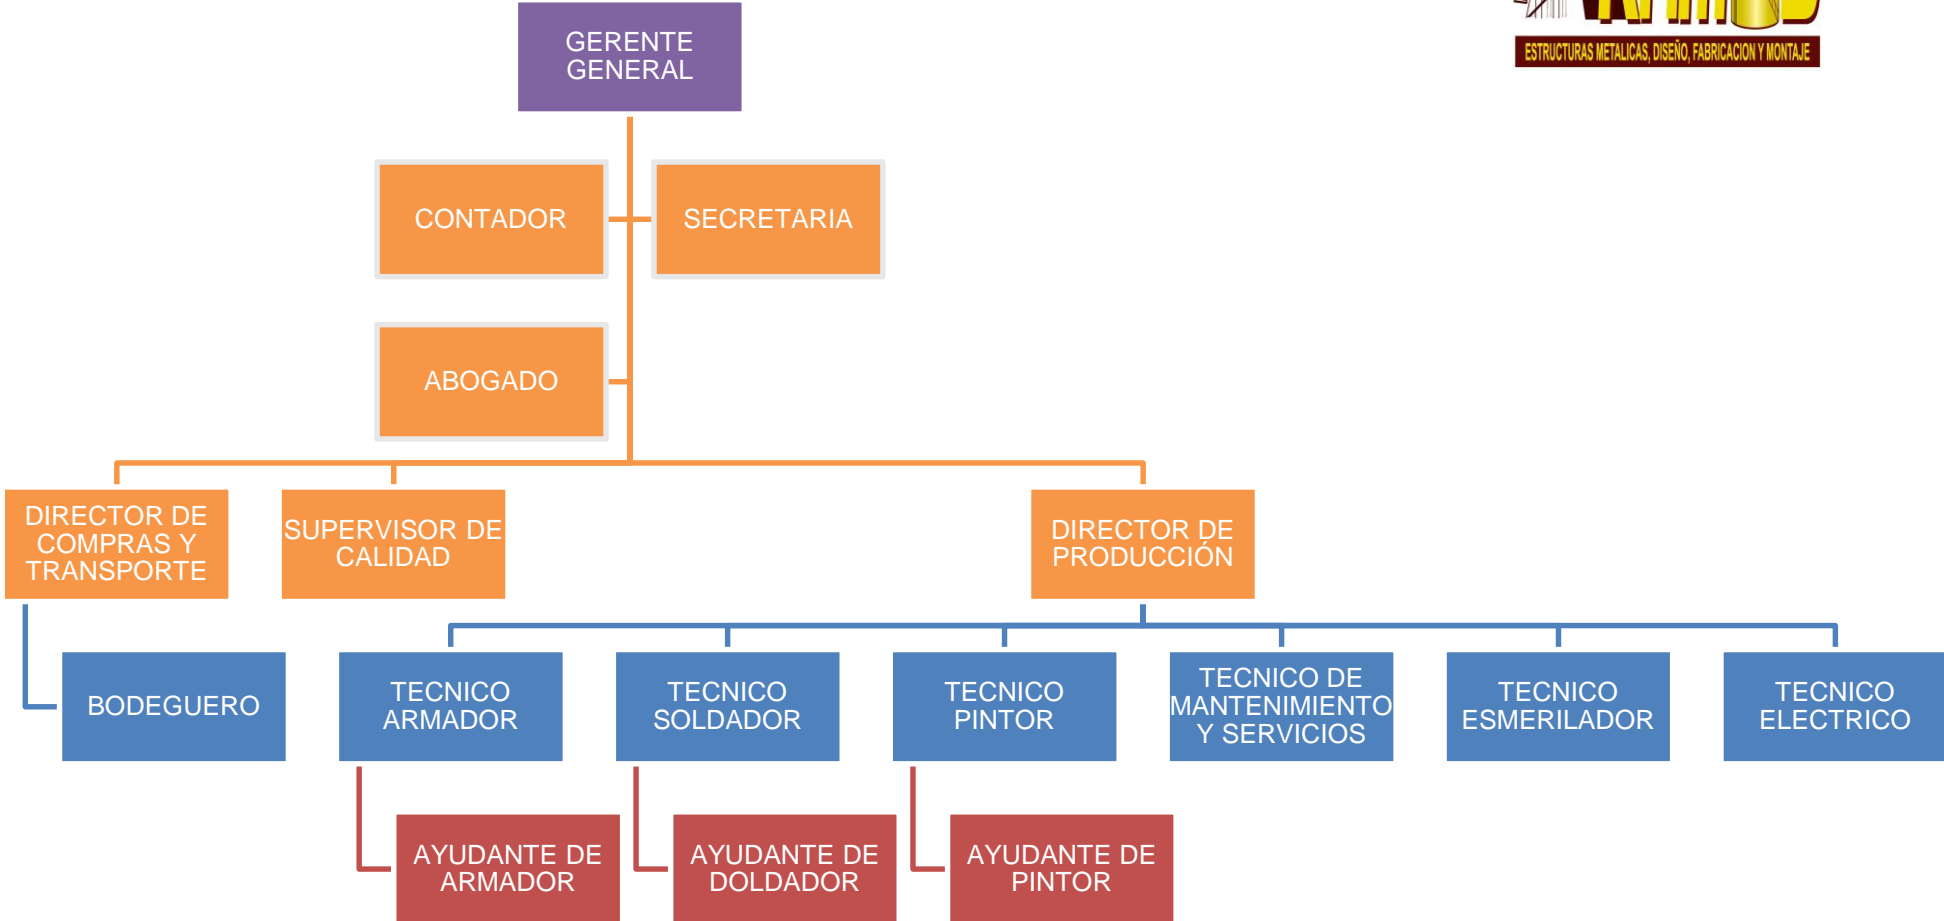 ESTRUCTURAS METALICAS, DISEÑO, FABRICACION Y MONTAJE
GERENTE
GENERAL
CONTADOR
SECRETARIA
ABOGADO
DIRECTOR DE
COMPRAS Y
TRANSPORTE
SUPERVISOR DE
CALIDAD
DIRECTOR DE
PRODUCCIÓN
BODEGUERO
TECNICO
ARMADOR
TECNICO
SOLDADOR
TECNICO
PINTOR
TECNICO DE
MANTENIMIENTO
Y SERVICIOS
TECNICO
ESMERILADOR
TECNICO
ELECTRICO
AYUDANTE DE
ARMADOR
AYUDANTE DE
DOLDADOR
AYUDANTE DE
PINTOR